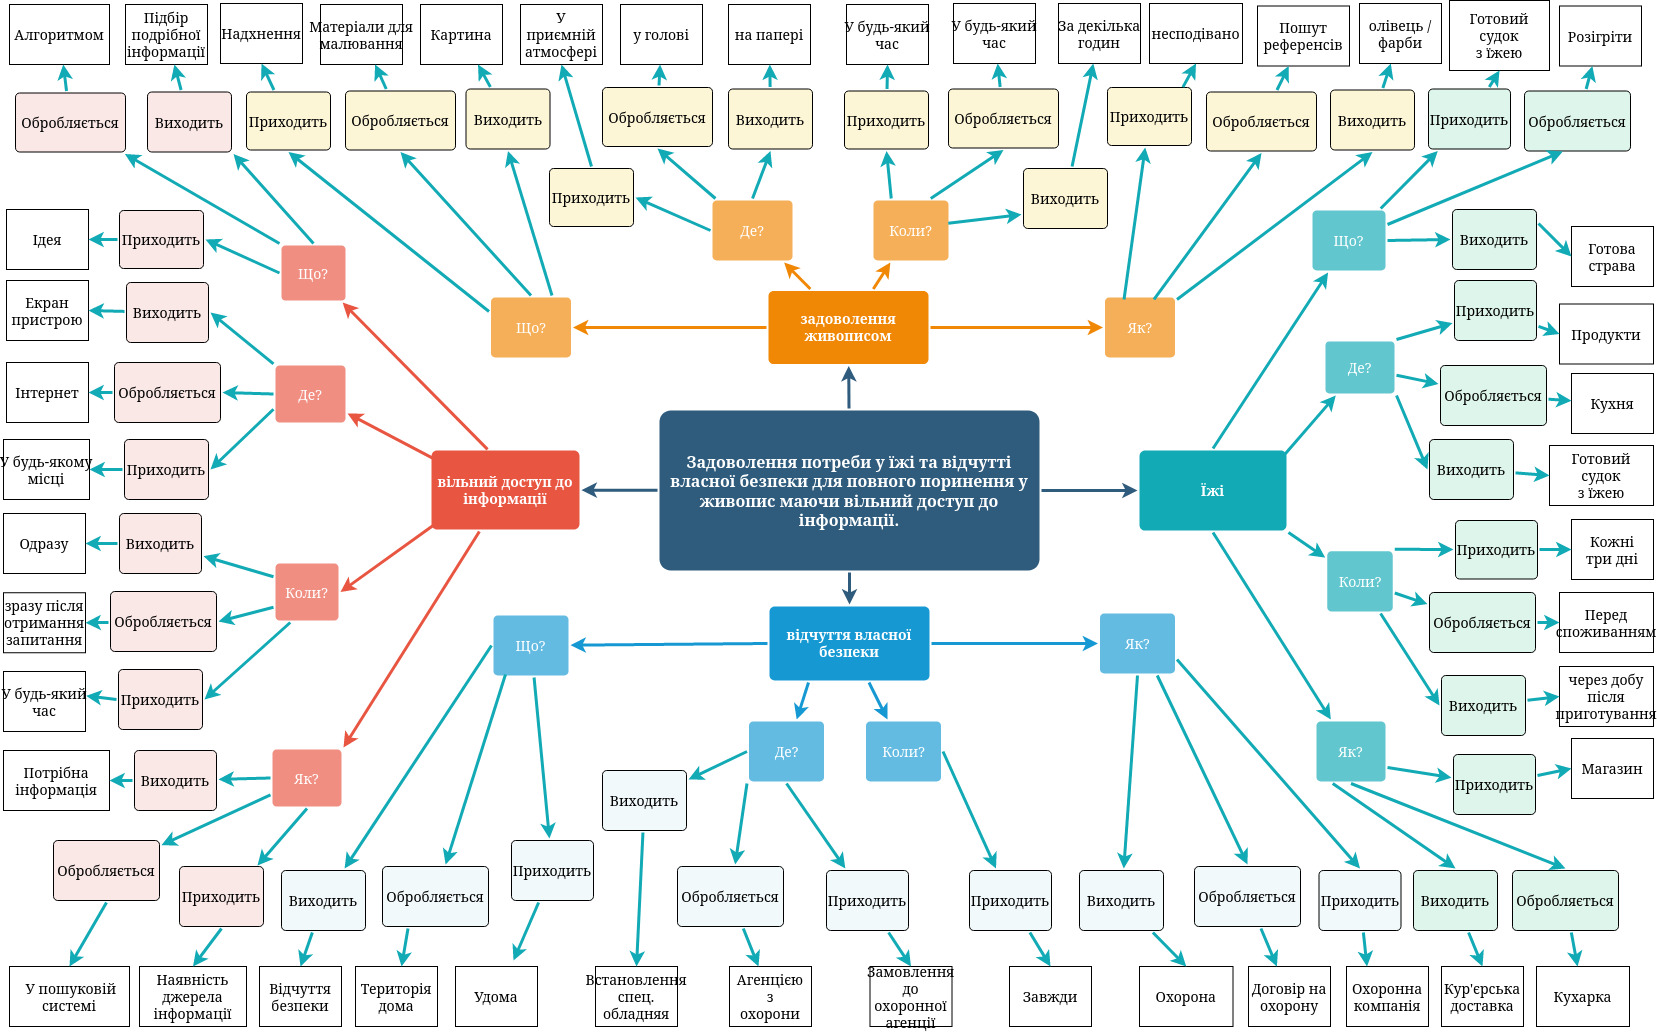 Алгоритмом
Підбір
подрібної
інформації
Надхнення
Матеріали для
малювання
Картина
У
приємній
атмосфері
у голові
на папері
У будь-який
час
У будь-який
час
За декілька
годин
несподівано
Пошут
референсів
олівець /
фарби
Готовий
судок
з їжею
Розігріти
Обробляється
Виходить
Приходить
Обробляється
Виходить
Обробляється
Виходить
Приходить
Обробляється
Приходить
Обробляється
Виходить
Приходить
Обробляється
Приходить
Виходить
Ідея
Приходить
Що?
Де?
Коли?
Що?
Виходить
Готова
страва
Екран
пристрою
Виходить
Що?
задоволення
живописом
Як?
Приходить
Продукти
Інтернет
Обробляється
Де?
Де?
Обробляється
Кухня
У будь-якому
місці
Приходить
вільний доступ до
інформації
Задоволення потреби у їжі та відчутті
власної безпеки для повного поринення у
живопис маючи вільний доступ до
інформації.
Їжі
Виходить
Готовий
судок
з їжею
Одразу
Виходить
Коли?
Коли?
Приходить
Кожні
три дні
зразу після
отримання
запитання
Обробляється
Що?
відчуття власної
безпеки
Як?
Обробляється
Перед
споживанням
У будь-який
час
Приходить
Виходить
через добу
після
приготування
Потрібна
інформація
Виходить
Як?
Де?
Коли?
Як?
Приходить
Магазин
Виходить
Обробляється
Приходить
Виходить
Обробляється
Приходить
Обробляється
Приходить
Приходить
Виходить
Обробляється
Приходить
Виходить
Обробляється
У пошуковій
системі
Наявність
джерела
інформації
Відчуття
безпеки
Територія
дома
Удома
Встановлення
спец.
обладняя
Агенцією
з
охорони
Замовлення
до
охоронної
агенції
Завжди
Охорона
Договір на
охорону
Охоронна
компанія
Кур'єрська
доставка
Кухарка